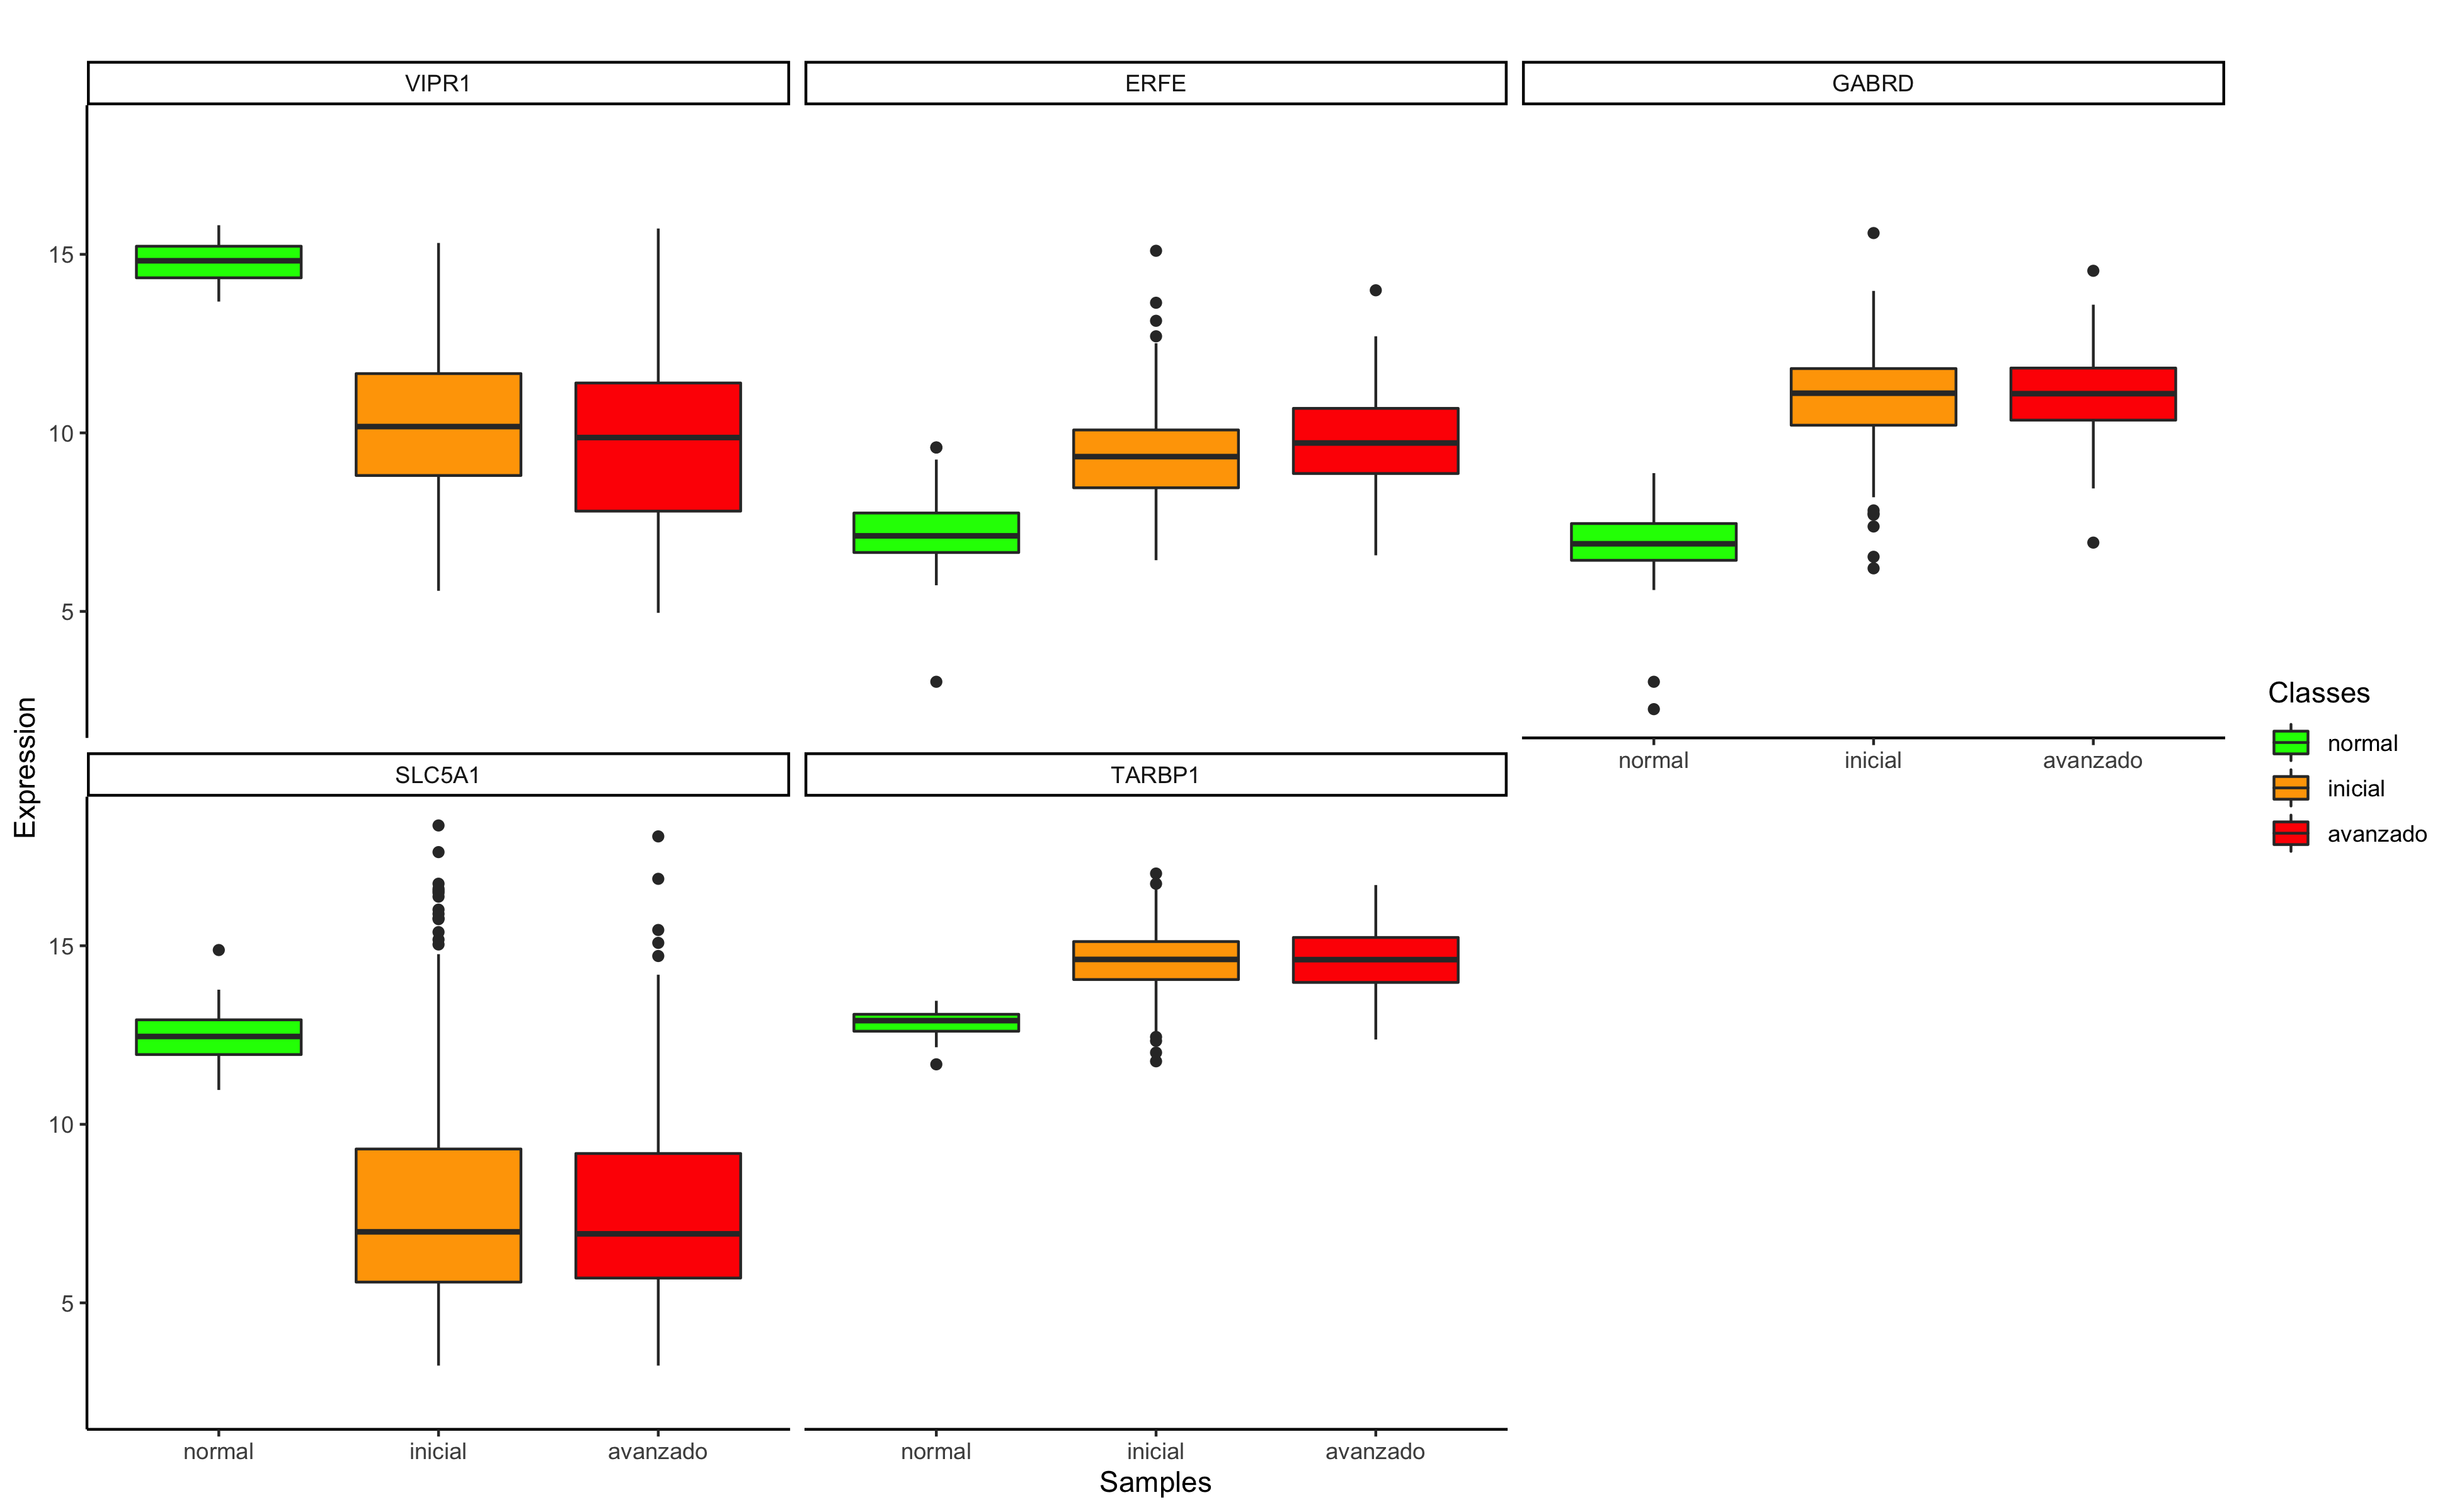 VIPR1
ERFE
GABRD
15
10
5
normal
inicial
avanzado
Expression
SLC5A1
TARBP1
15
10
5
normal
inicial
avanzado
normal
inicial
avanzado
Samples
Classes
normal
inicial
avanzado